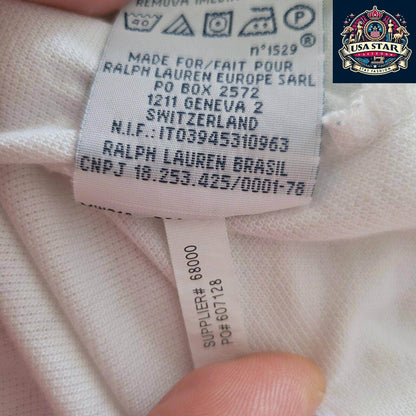 n°1529®
MADE FOR/FAIT POUR
RALPH LAUREN EUROPE SARL
PO BOX 2572
1211 GENEVA 2
SWITZERLAND
N.I.F.:IT03945310963
RALPH LAUREN BRASIL
CNPJ 18.253.425/0001-78
SUPPLIER# 68000
PO# 607128
USA STAR